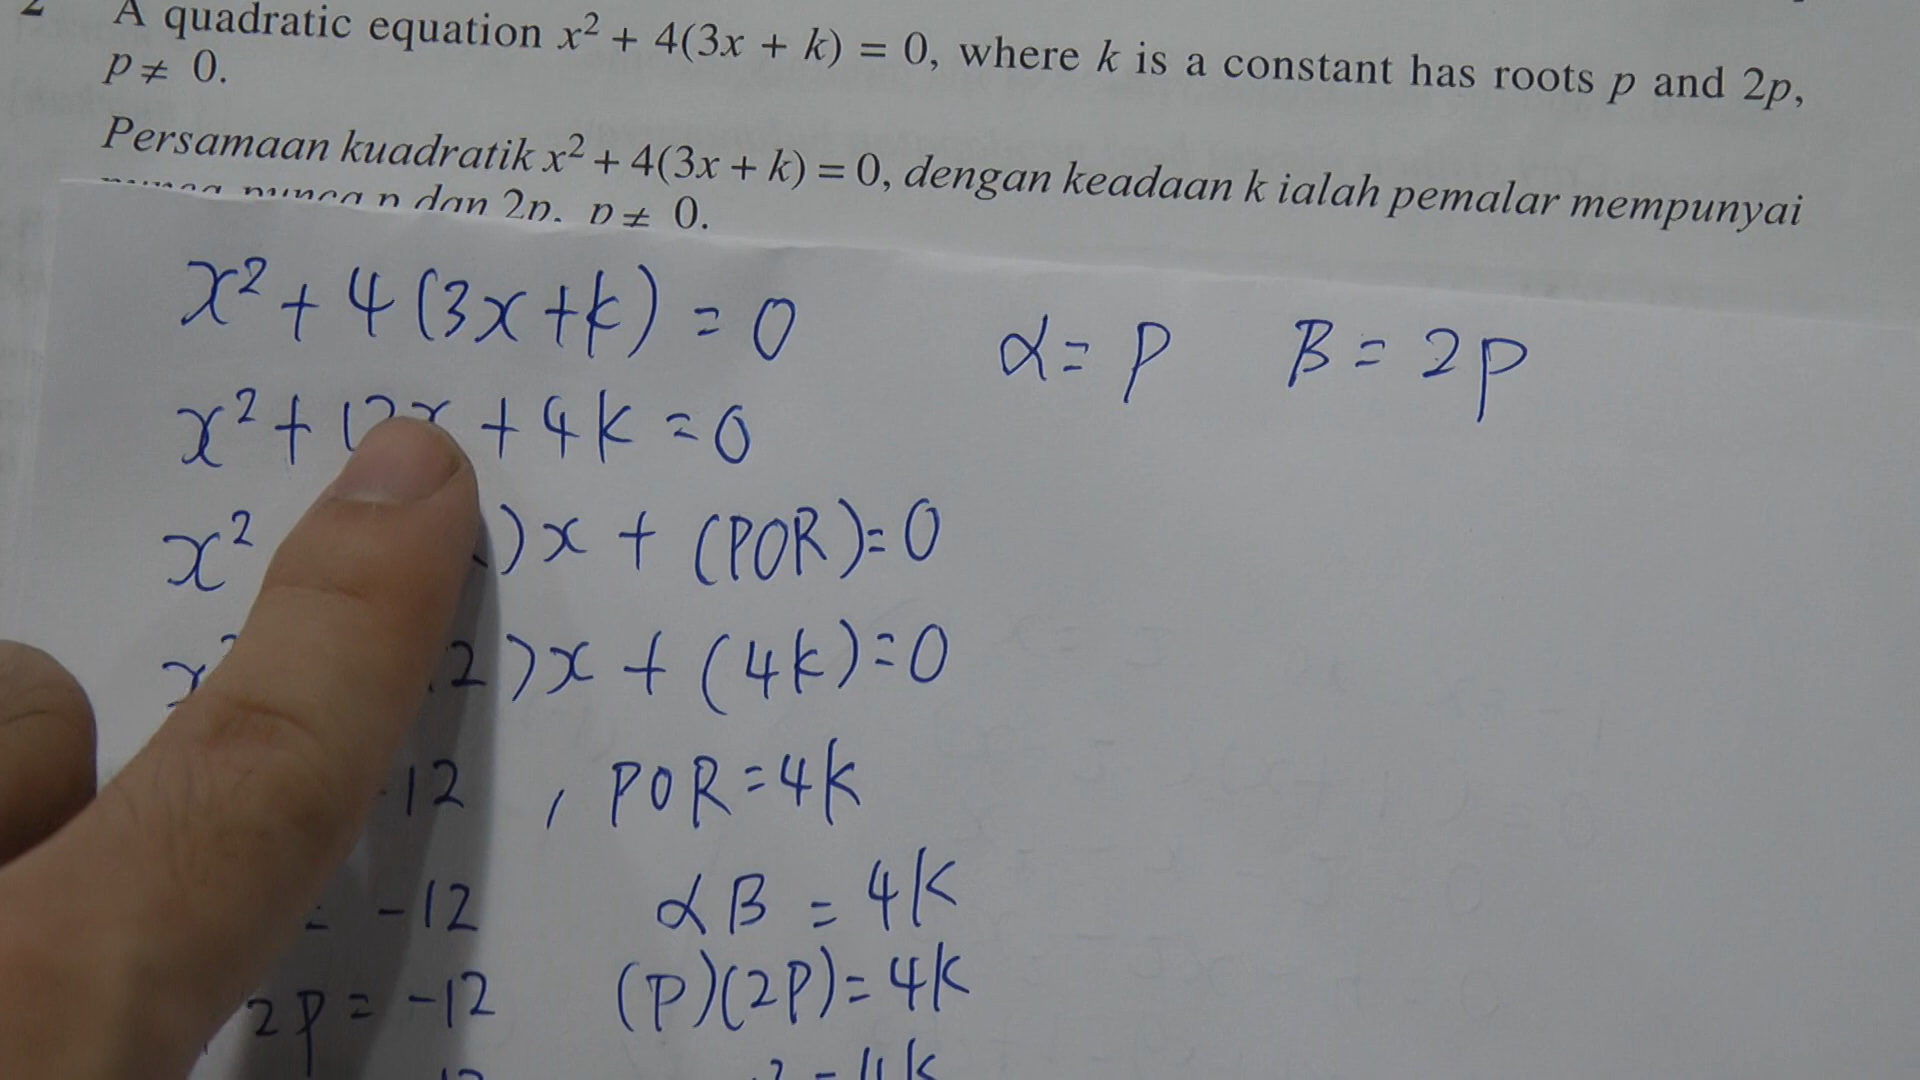 A quadratic equation x² + 4(3x + k) = 0, where k is a constant has roots p and 2p,
p ≠ 0.
Persamaan kuadratik x² + 4(3x + k) = 0, dengan keadaan k ialah pemalar mempunyai
p dan 2p, p ≠ 0.
x² + 4(3x+k) = 0
α = p β = 2p
x² + 12x + 4k = 0
x² )x + (POR) = 0
2)x + (4k) = 0
-12 , POR = 4k
= -12 αβ = 4k
2p = -12 (p)(2p) = 4k